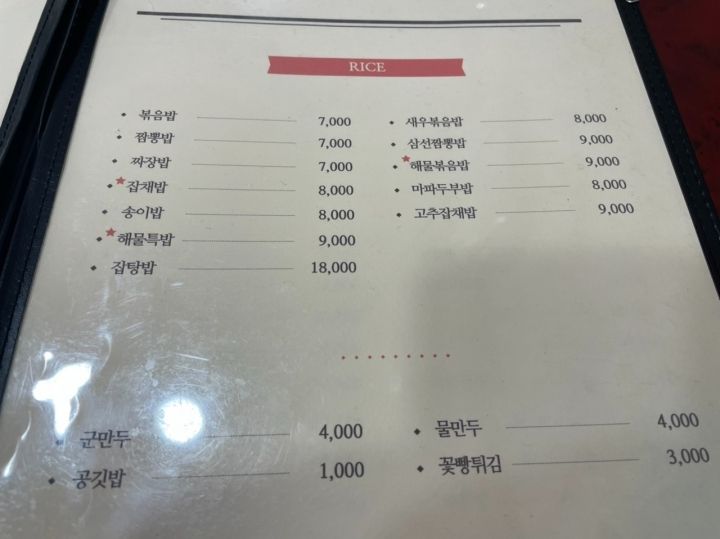 RICE
볶음밥 7,000
짬뽕밥 7,000
짜장밥 7,000
잡채밥 8,000
송이밥 8,000
해물특밥 9,000
잡탕밥 18,000
새우볶음밥 8,000
삼선짬뽕밥 9,000
해물볶음밥 9,000
마파두부밥 8,000
고추잡채밥 9,000
군만두 4,000
공깃밥 1,000
물만두 4,000
꽃빵튀김 3,000